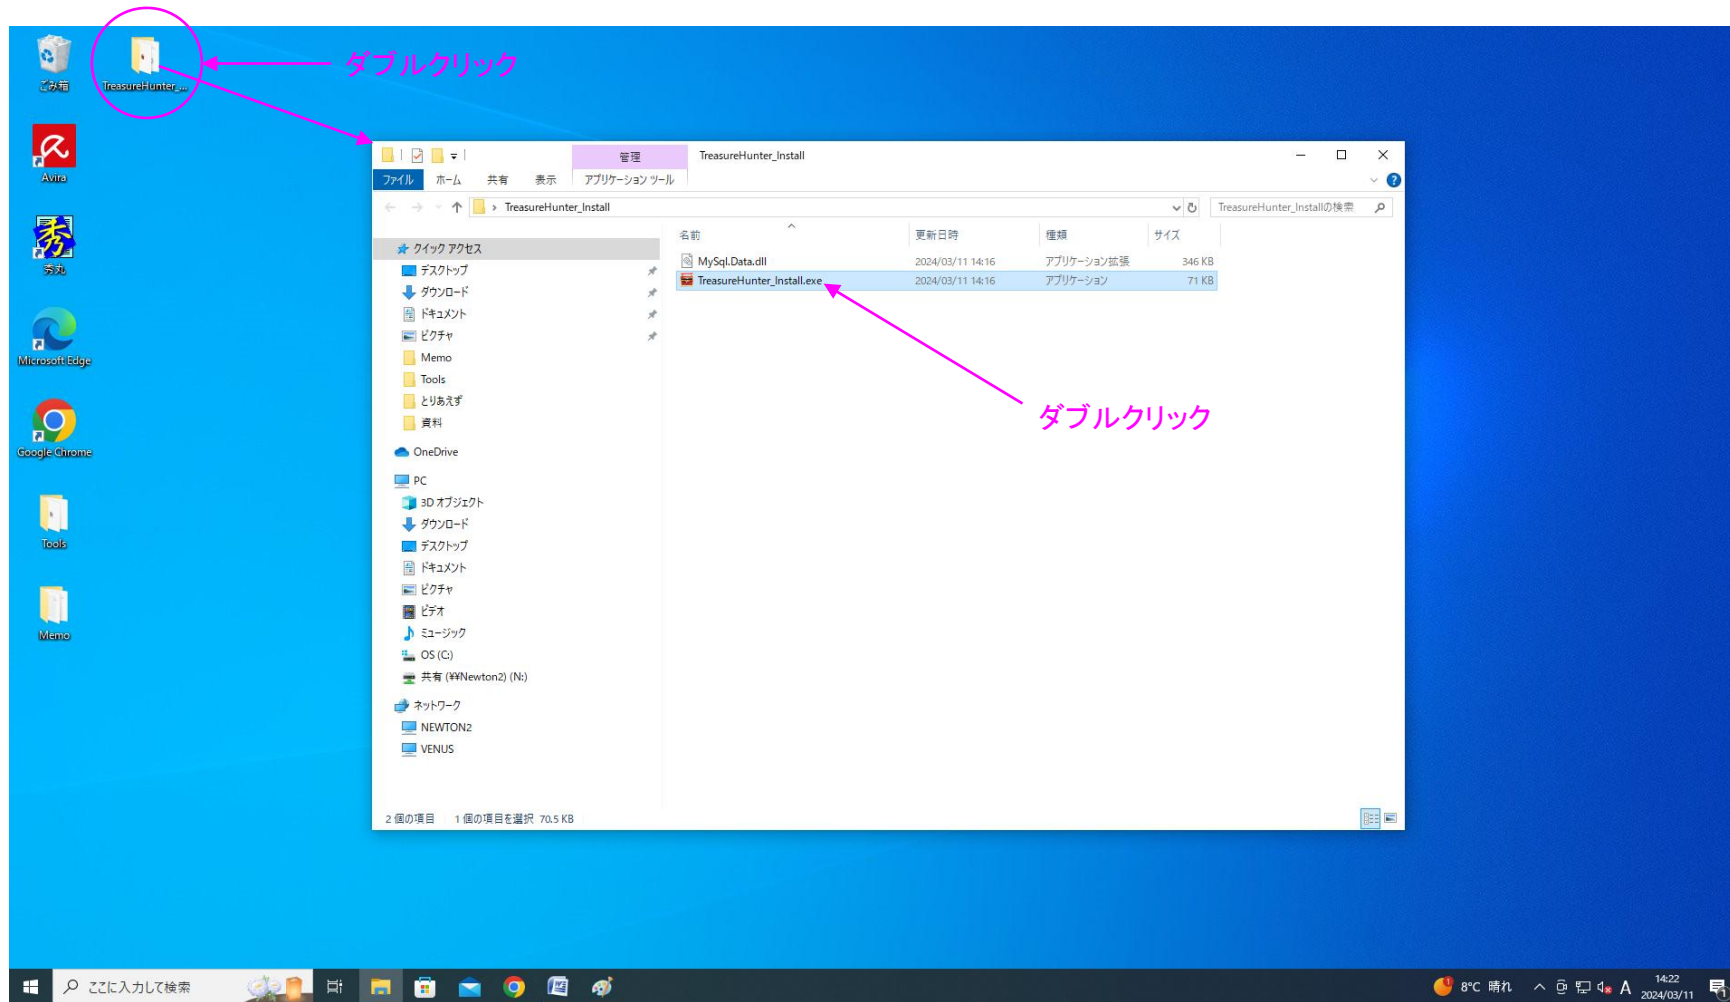 ごみ箱
TreasureHunter_...
ダブルクリック
Avira
秀
秀丸
Microsoft Edge
Google Chrome
Tools
Memo
管理
TreasureHunter_Install
ファイル
ホーム
共有
表示
アプリケーション ツール
TreasureHunter_Install
TreasureHunter_Installの検索
名前
更新日時
種類
サイズ
MySql.Data.dll
2024/03/11 14:16
アプリケーション拡張
346 KB
TreasureHunter_Install.exe
2024/03/11 14:16
アプリケーション
71 KB
ダブルクリック
クイック アクセス
デスクトップ
ダウンロード
ドキュメント
ピクチャ
Memo
Tools
とりあえず
資料
OneDrive
PC
3D オブジェクト
ダウンロード
デスクトップ
ドキュメント
ピクチャ
ビデオ
ミュージック
OS (C:)
共有 (¥¥Newton2) (N:)
ネットワーク
NEWTON2
VENUS
2 個の項目
1 個の項目を選択 70.5 KB
ここに入力して検索
8°C 晴れ
A
14:22
2024/03/11